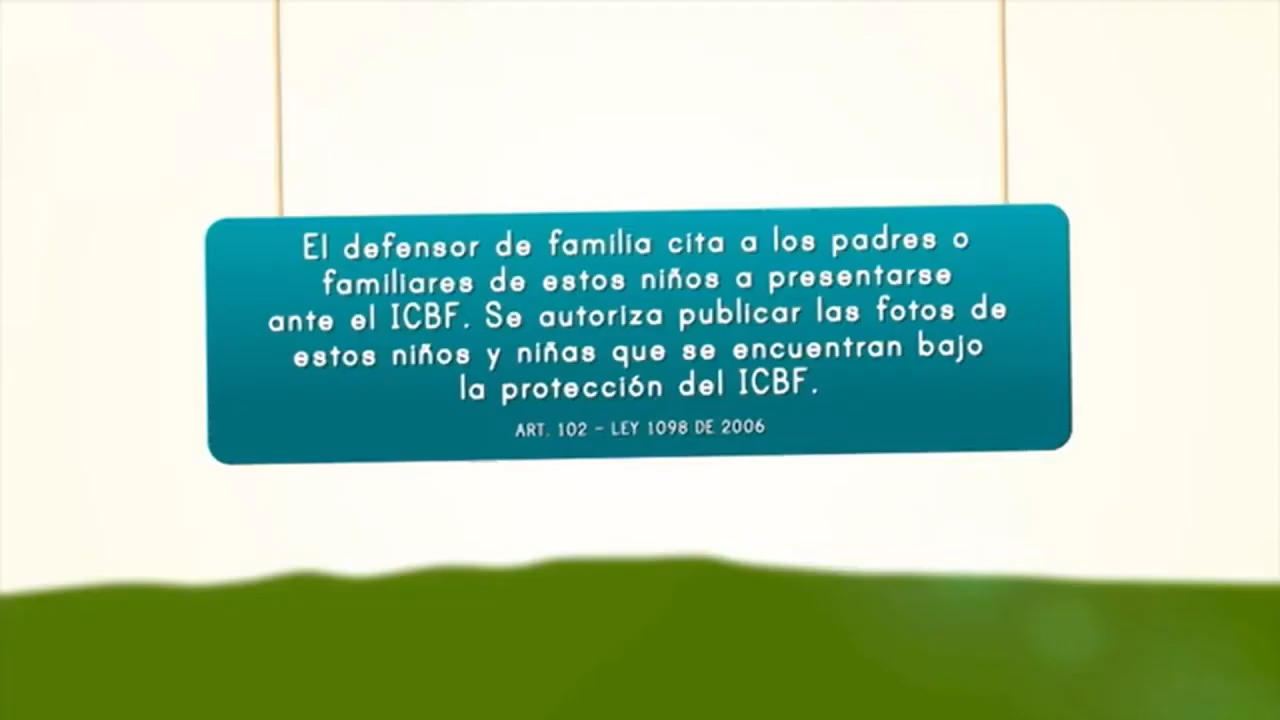 El defensor de familia cita a los padres o
familiares de estos niños a presentarse
ante el ICBF. Se autoriza publicar las fotos de
estos niños y niñas que se encuentran bajo
la protección del ICBF.
ART. 102 - LEY 1098 DE 2006